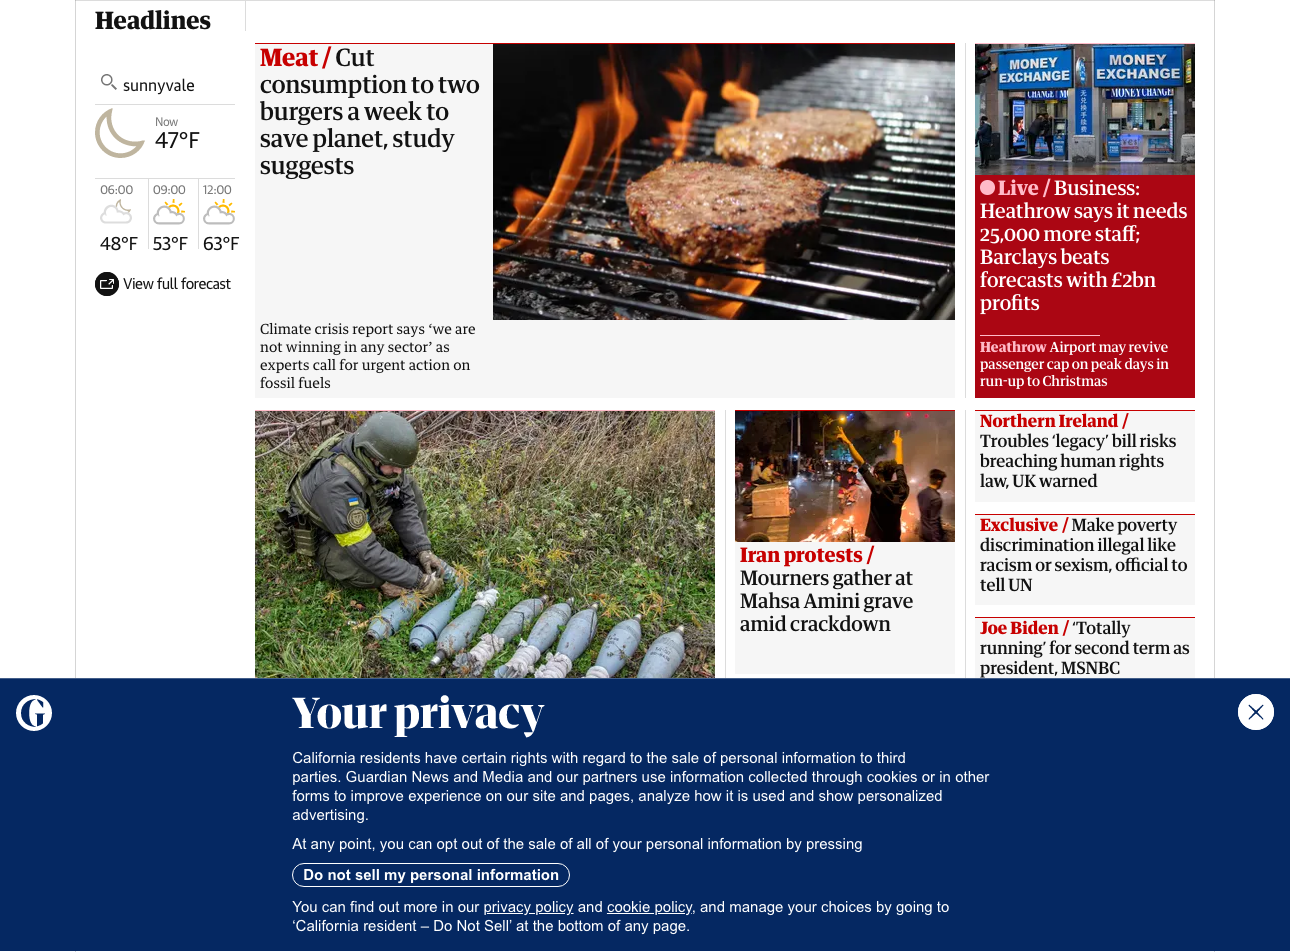 Headlines
sunnyvale
Now
47°F
06:00
09:00
12:00
48°F
53°F
63°F
View full forecast
Meat / Cut
consumption to two
burgers a week to
save planet, study
suggests
Climate crisis report says ‘we are
not winning in any sector’ as
experts call for urgent action on
fossil fuels
MONEY
EXCHANGE
MONEY
EXCHANGE
Live / Business:
Heathrow says it needs
25,000 more staff;
Barclays beats
forecasts with £2bn
profits
Heathrow Airport may revive
passenger cap on peak days in
run-up to Christmas
Iran protests /
Mourners gather at
Mahsa Amini grave
amid crackdown
Northern Ireland /
Troubles ‘legacy’ bill risks
breaching human rights
law, UK warned
Exclusive / Make poverty
discrimination illegal like
racism or sexism, official to
tell UN
Joe Biden / ‘Totally
running’ for second term as
president, MSNBC
Your privacy
California residents have certain rights with regard to the sale of personal information to third
parties. Guardian News and Media and our partners use information collected through cookies or in other
forms to improve experience on our site and pages, analyze how it is used and show personalized
advertising.
At any point, you can opt out of the sale of all of your personal information by pressing
Do not sell my personal information
You can find out more in our privacy policy and cookie policy, and manage your choices by going to
‘California resident – Do Not Sell’ at the bottom of any page.